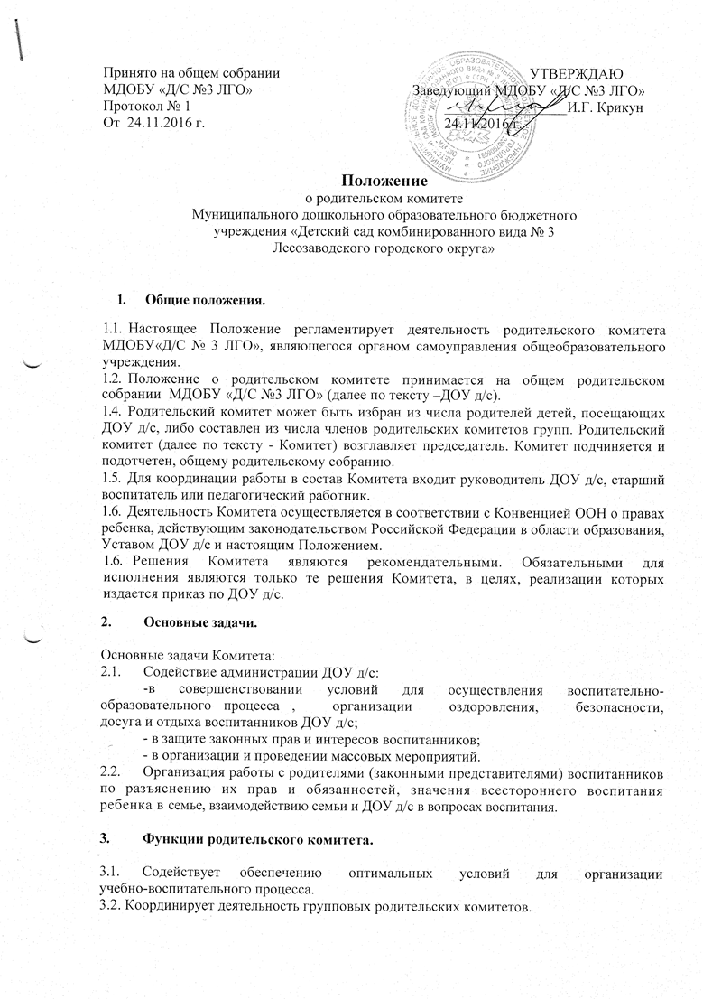 Принято на общем собрании
МДОБУ «Д/С №3 ЛГО»
Протокол № 1
От 24.11.2016 г.
УТВЕРЖДАЮ
Заведующий МДОБУ «Д/С №3 ЛГО»
И.Г. Крикун
24.11.2016 г.
Положение
о родительском комитете
Муниципального дошкольного образовательного бюджетного
учреждения «Детский сад комбинированного вида № 3
Лесозаводского городского округа»
1. Общие положения.
1.1. Настоящее Положение регламентирует деятельность родительского комитета
МДОБУ«Д/С № 3 ЛГО», являющегося органом самоуправления общеобразовательного
учреждения.
1.2. Положение о родительском комитете принимается на общем родительском
собрании МДОБУ «Д/С №3 ЛГО» (далее по тексту –ДОУ д/с).
1.4. Родительский комитет может быть избран из числа родителей детей, посещающих
ДОУ д/с, либо составлен из числа членов родительских комитетов групп. Родительский
комитет (далее по тексту - Комитет) возглавляет председатель. Комитет подчиняется и
подотчетен, общему родительскому собранию.
1.5. Для координации работы в состав Комитета входит руководитель ДОУ д/с, старший
воспитатель или педагогический работник.
1.6. Деятельность Комитета осуществляется в соответствии с Конвенцией ООН о правах
ребенка, действующим законодательством Российской Федерации в области образования,
Уставом ДОУ д/с и настоящим Положением.
1.6. Решения Комитета являются рекомендательными. Обязательными для
исполнения являются только те решения Комитета, в целях, реализации которых
издается приказ по ДОУ д/с.
2. Основные задачи.
Основные задачи Комитета:
2.1. Содействие администрации ДОУ д/с:
-в совершенствовании условий для осуществления воспитательно-
образовательного процесса , организации оздоровления, безопасности,
досуга и отдыха воспитанников ДОУ д/с;
- в защите законных прав и интересов воспитанников;
- в организации и проведении массовых мероприятий.
2.2. Организация работы с родителями (законными представителями) воспитанников
по разъяснению их прав и обязанностей, значения всестороннего воспитания
ребенка в семье, взаимодействию семьи и ДОУ д/с в вопросах воспитания.
3. Функции родительского комитета.
3.1. Содействует обеспечению оптимальных условий для организации
учебно-воспитательного процесса.
3.2. Координирует деятельность групповых родительских комитетов.